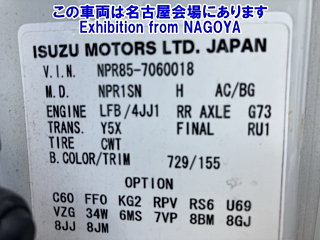 この車両は名古屋会場にあります
Exhibition from NAGOYA
ISUZU MOTORS LTD. JAPAN
V.I.N. NPR85-7060018
M.D. NPR1SN H AC/BG
ENGINE LFB/4JJ1 RR AXLE G73
TRANS. Y5X FINAL RU1
TIRE CWT
B.COLOR/TRIM 729/155
OPTION
C60 FF0 KG2 RPV RS6 U69
VZG 34W 6MS 7VP 8BM 8GJ
8JJ 8JM